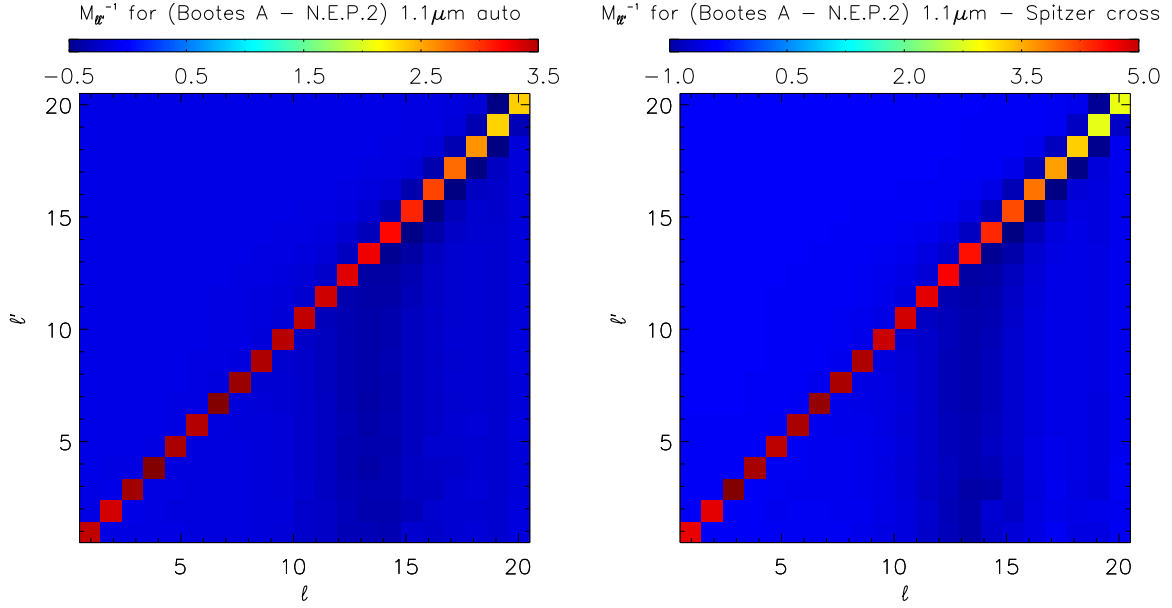 M_ℓℓ'⁻¹ for (Bootes A − N.E.P.2) 1.1μm auto
−0.5 0.5 1.5 2.5 3.5
20
15
ℓ'
10
5
5 10 15 20
ℓ
M_ℓℓ'⁻¹ for (Bootes A − N.E.P.2) 1.1μm − Spitzer cross
−1.0 0.5 2.0 3.5 5.0
20
15
ℓ'
10
5
5 10 15 20
ℓ